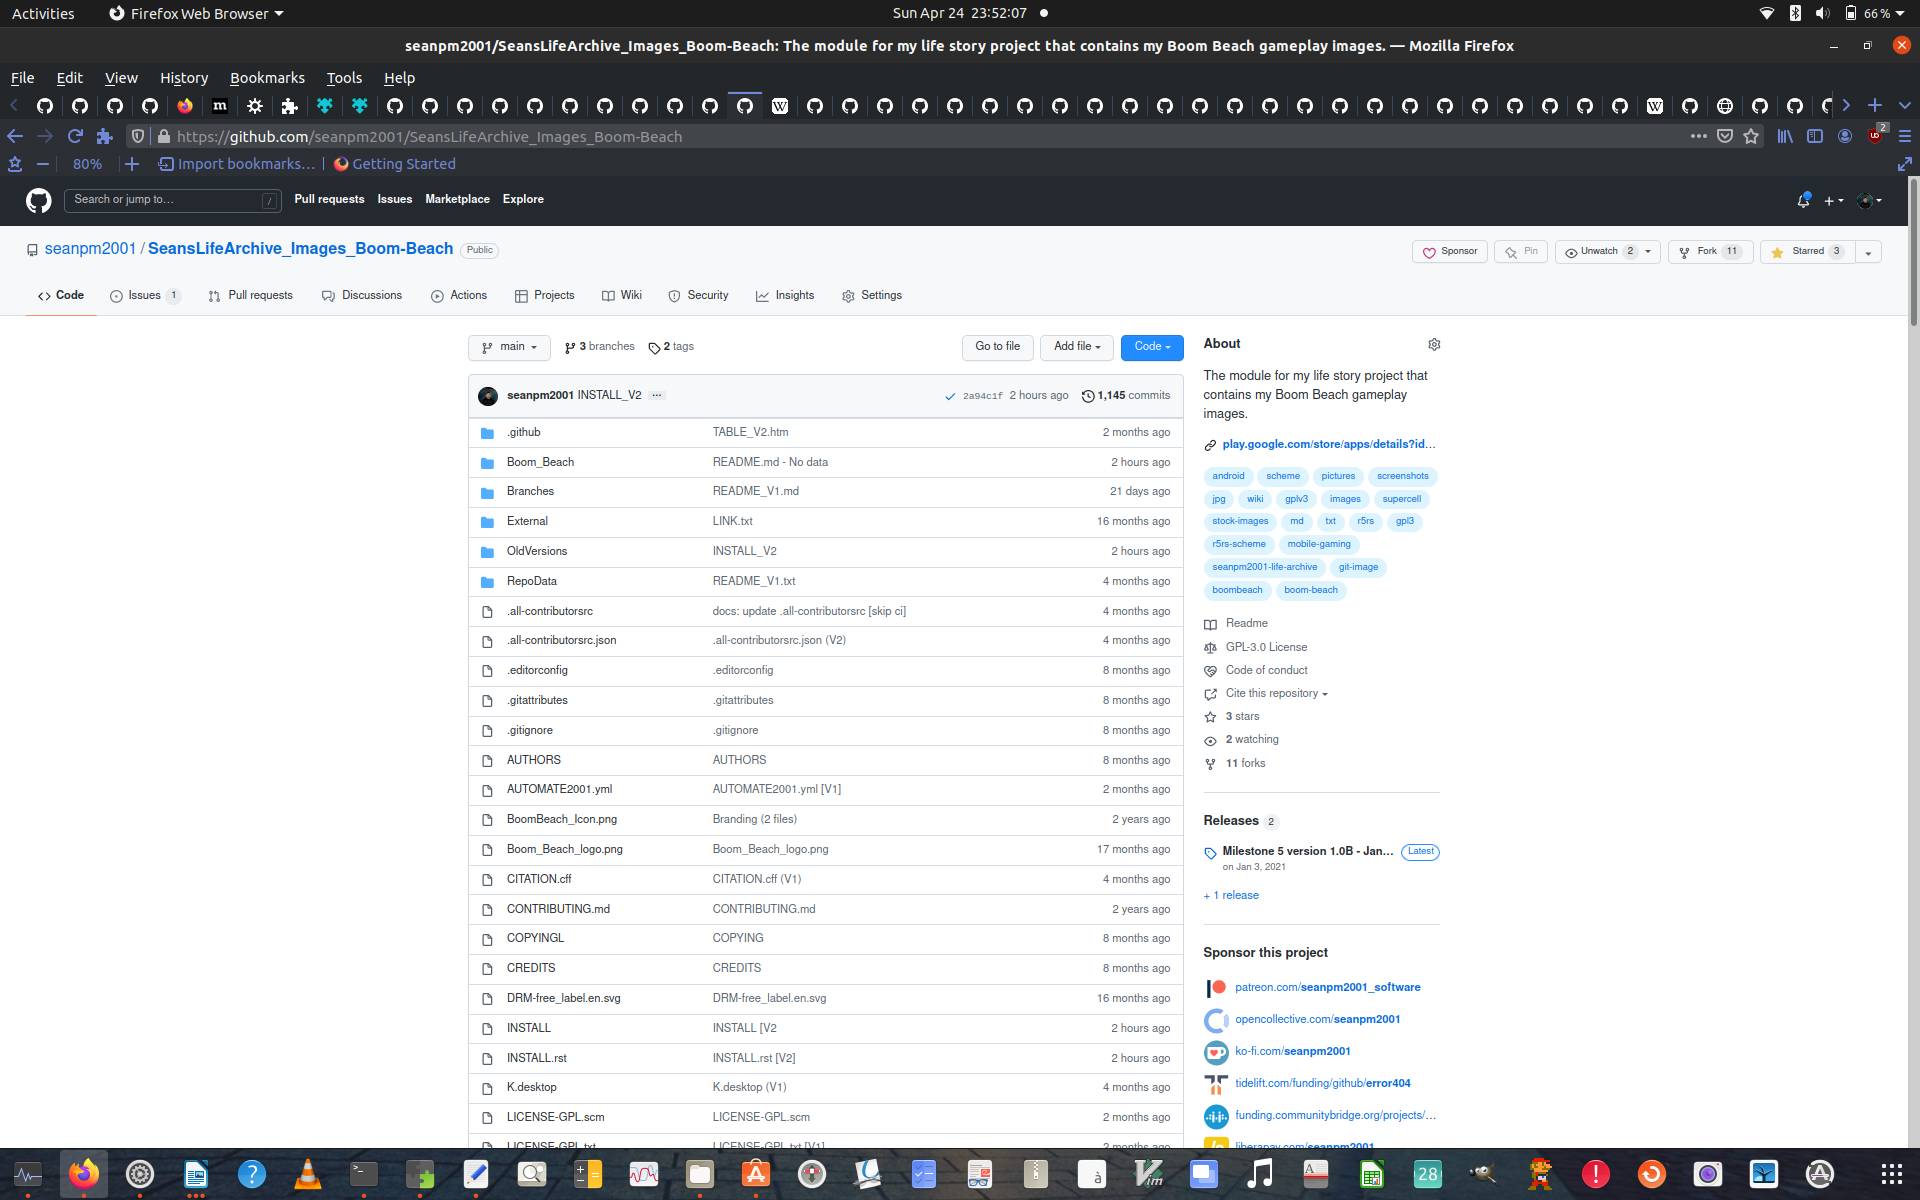 Activities Firefox Web Browser Sun Apr 24 23:52:07 66 %
seanpm2001/SeansLifeArchive_Images_Boom-Beach: The module for my life story project that contains my Boom Beach gameplay images. — Mozilla Firefox
File Edit View History Bookmarks Tools Help
https://github.com/seanpm2001/SeansLifeArchive_Images_Boom-Beach 2
80% Import bookmarks... Getting Started
Search or jump to... / Pull requests Issues Marketplace Explore
seanpm2001 / SeansLifeArchive_Images_Boom-Beach Public Sponsor Pin Unwatch 2 Fork 11 Starred 3
Code Issues 1 Pull requests Discussions Actions Projects Wiki Security Insights Settings
main 3 branches 2 tags Go to file Add file Code
seanpm2001 INSTALL_V2 ... 2a94c1f 2 hours ago 1,145 commits
.github TABLE_V2.htm 2 months ago
Boom_Beach README.md - No data 2 hours ago
Branches README_V1.md 21 days ago
External LINK.txt 16 months ago
OldVersions INSTALL_V2 2 hours ago
RepoData README_V1.txt 4 months ago
.all-contributorsrc docs: update .all-contributorsrc [skip ci] 4 months ago
.all-contributorsrc.json .all-contributorsrc.json (V2) 4 months ago
.editorconfig .editorconfig 8 months ago
.gitattributes .gitattributes 8 months ago
.gitignore .gitignore 8 months ago
AUTHORS AUTHORS 8 months ago
AUTOMATE2001.yml AUTOMATE2001.yml [V1] 2 months ago
BoomBeach_Icon.png Branding (2 files) 2 years ago
Boom_Beach_logo.png Boom_Beach_logo.png 17 months ago
CITATION.cff CITATION.cff (V1) 4 months ago
CONTRIBUTING.md CONTRIBUTING.md 2 years ago
COPYINGL COPYING 8 months ago
CREDITS CREDITS 8 months ago
DRM-free_label.en.svg DRM-free_label.en.svg 16 months ago
INSTALL INSTALL [V2 2 hours ago
INSTALL.rst INSTALL.rst [V2] 2 hours ago
K.desktop K.desktop (V1) 4 months ago
LICENSE-GPL.scm LICENSE-GPL.scm 2 months ago
LICENSE-GPL.txt LICENSE-GPL.txt [V1] 2 months ago
About
The module for my life story project that
contains my Boom Beach gameplay
images.
play.google.com/store/apps/details?id...
android scheme pictures screenshots
jpg wiki gplv3 images supercell
stock-images md txt r5rs gpl3
r5rs-scheme mobile-gaming
seanpm2001-life-archive git-image
boombeach boom-beach
Readme
GPL-3.0 License
Code of conduct
Cite this repository
3 stars
2 watching
11 forks
Releases 2
Milestone 5 version 1.0B - Jan... Latest
on Jan 3, 2021
+ 1 release
Sponsor this project
patreon.com/seanpm2001_software
opencollective.com/seanpm2001
ko-fi.com/seanpm2001
tidelift.com/funding/github/error404
funding.communitybridge.org/projects/...
liberapay.com/seanpm2001
28